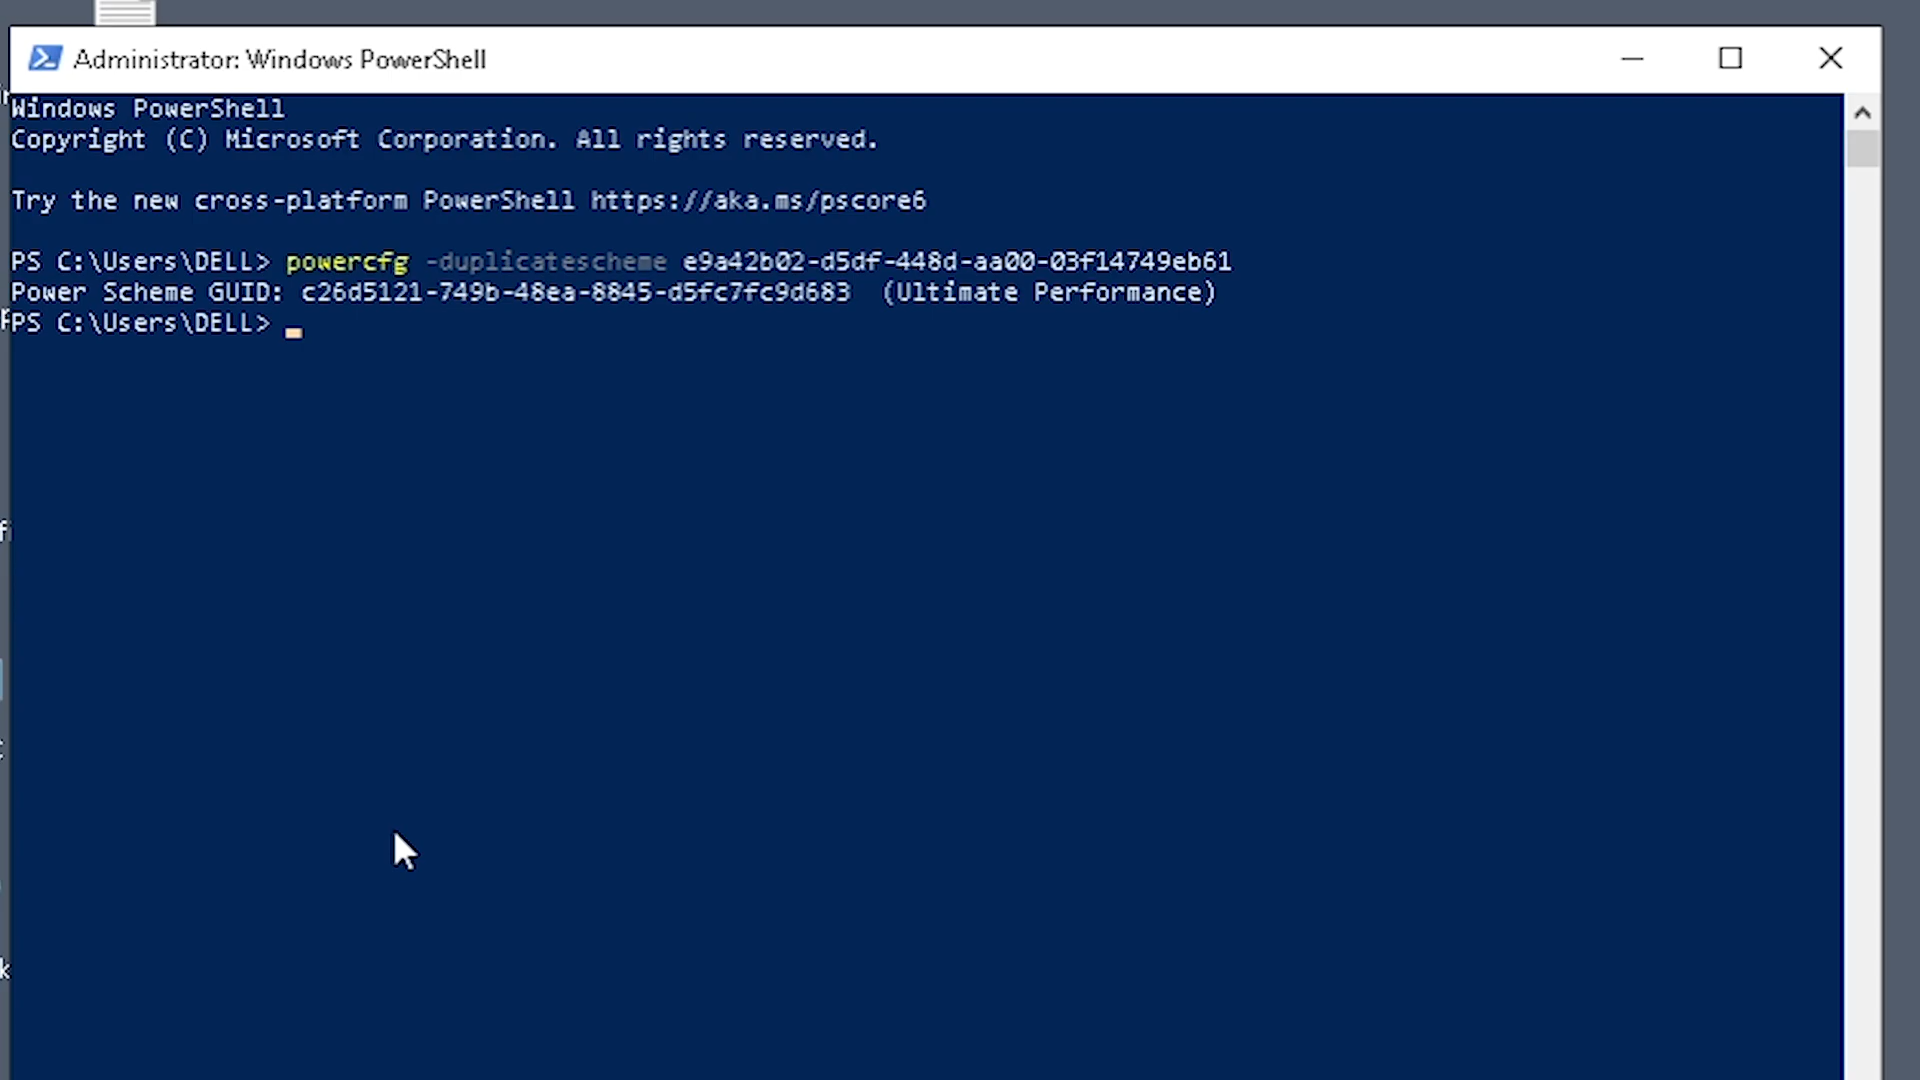 Administrator: Windows PowerShell
Windows PowerShell
Copyright (C) Microsoft Corporation. All rights reserved.
Try the new cross-platform PowerShell https://aka.ms/pscore6
PS C:\Users\DELL> powercfg -duplicatescheme e9a42b02-d5df-448d-aa00-03f14749eb61
Power Scheme GUID: c26d5121-749b-48ea-8845-d5fc7fc9d683  (Ultimate Performance)
PS C:\Users\DELL>